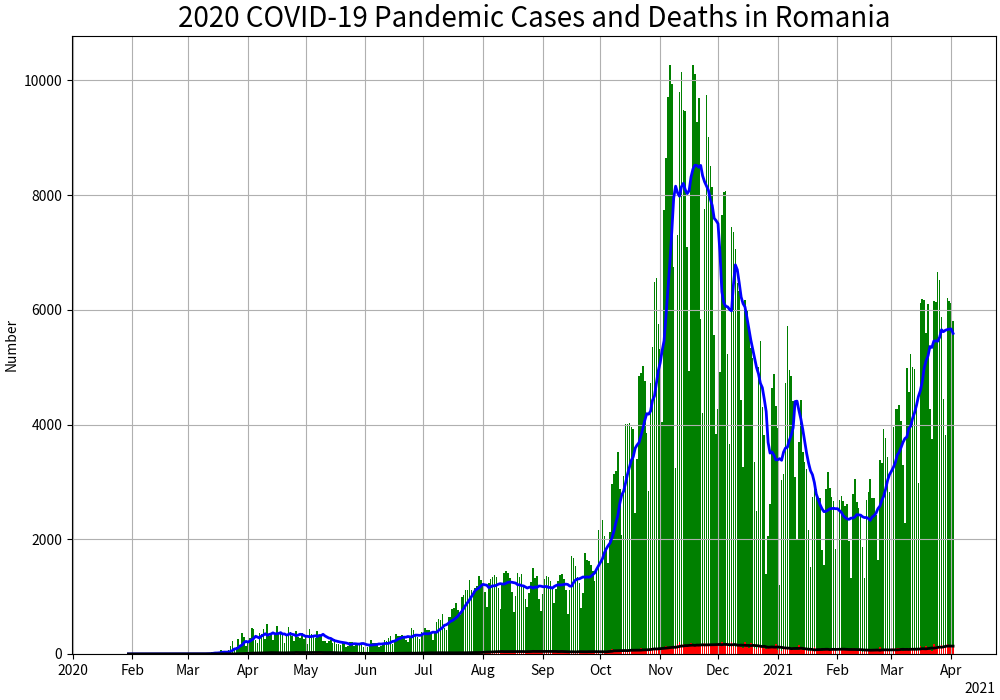 2020 COVID-19 Pandemic Cases and Deaths in Romania
Number
10000
8000
6000
4000
2000
0
2020 Feb Mar Apr May Jun Jul Aug Sep Oct Nov Dec 2021 Feb Mar Apr
2021